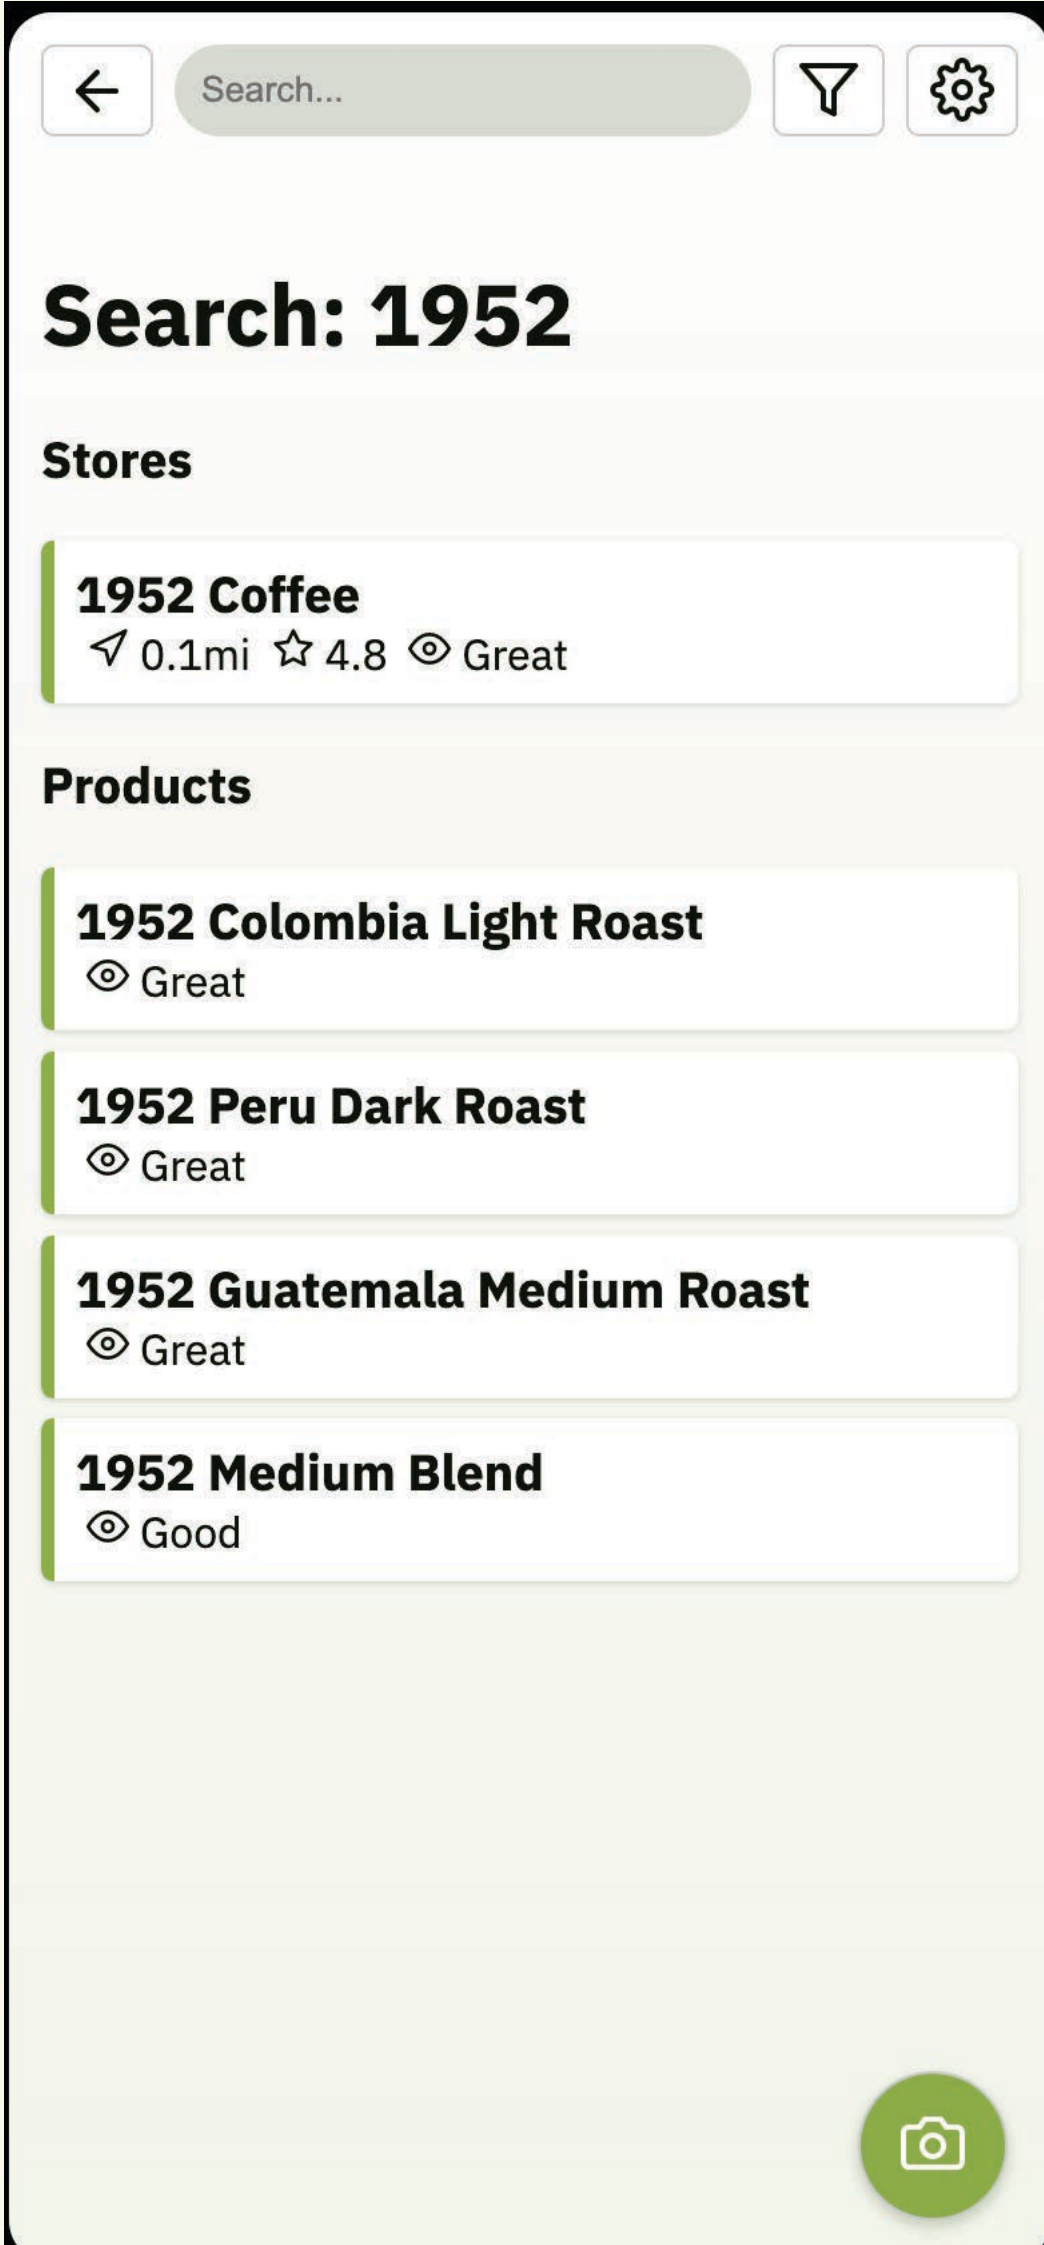 Search...
Search: 1952
Stores
1952 Coffee
0.1mi 4.8 Great
Products
1952 Colombia Light Roast
Great
1952 Peru Dark Roast
Great
1952 Guatemala Medium Roast
Great
1952 Medium Blend
Good